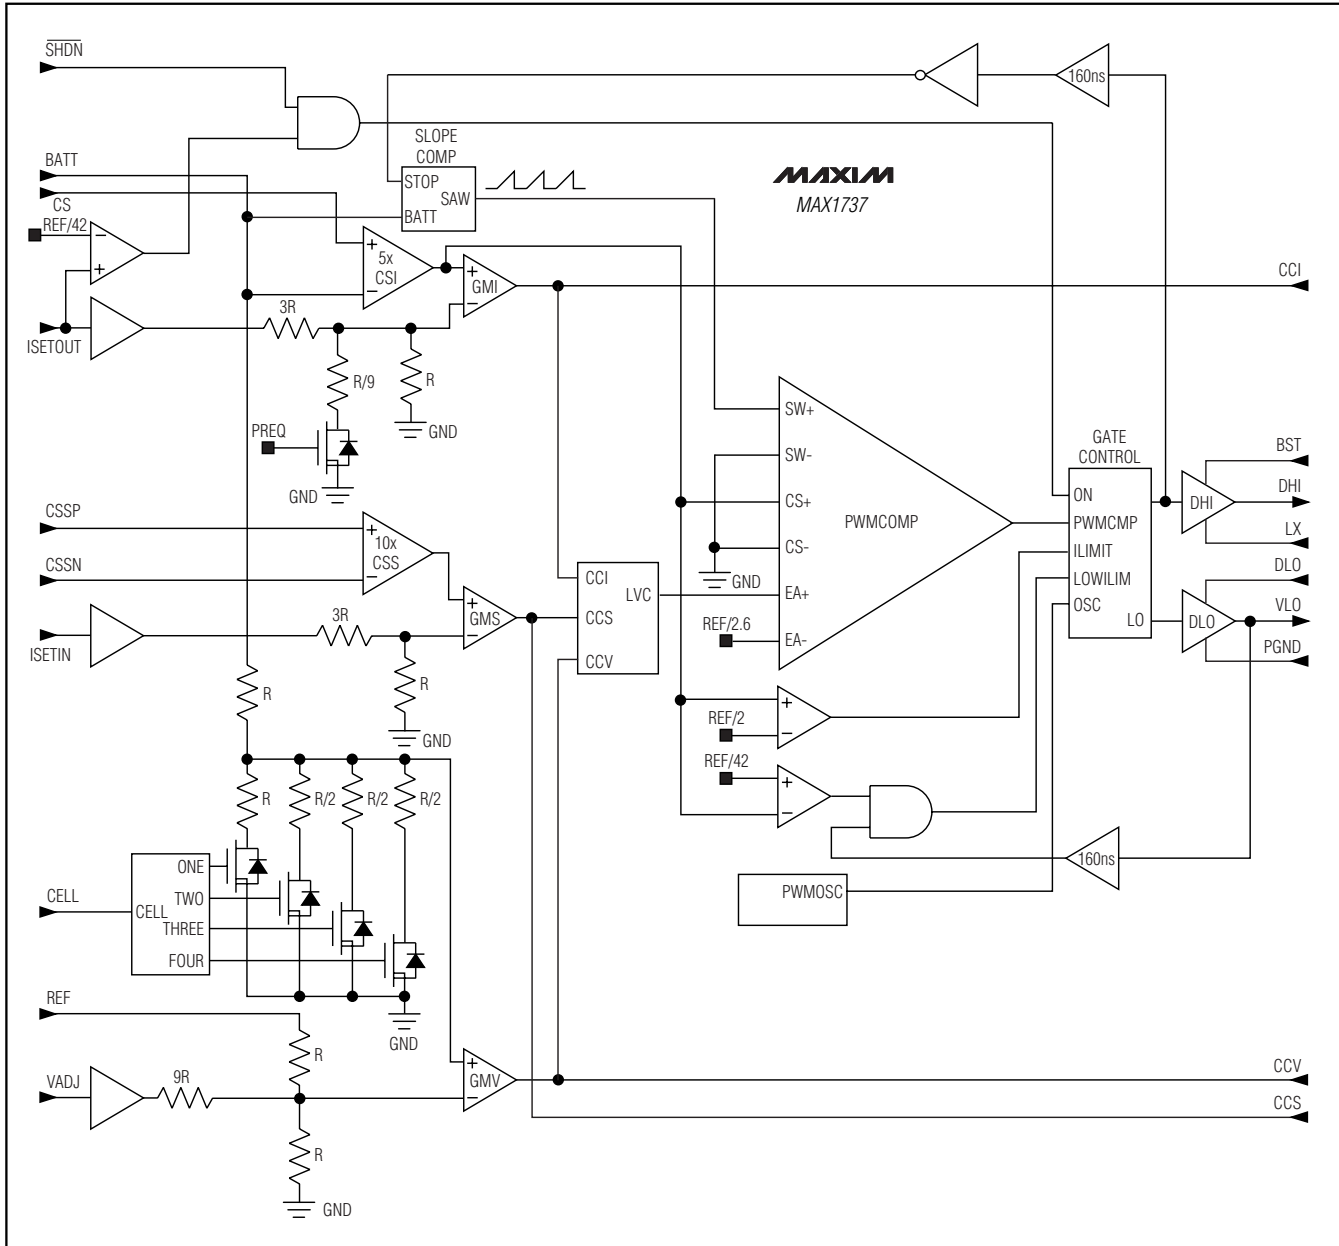 SHDN
160ns
SLOPE
COMP
BATT
STOP
SAW
BATT
MAXIM
MAX1737
CS
REF/42
−
+
+
5x
CSI
−
+
GMI
−
CCI
3R
ISETOUT
R/9
R
SW+
PREQ
GND
GND
GATE
CONTROL
BST
SW-
ON
DHI
DHI
CS+
CSSP
+
10x
CSS
−
PWMCOMP
PWMCMP
LX
CS-
ILIMIT
CSSN
CCI
GND
LOWILIM
DLO
LVC
EA+
OSC
+
GMS
−
CCS
LO
DLO
VLO
3R
REF/2.6
EA-
ISETIN
CCV
PGND
R
R
+
REF/2
−
GND
REF/42
+
−
R
R/2
R/2
R/2
160ns
ONE
CELL
CELL
TWO
PWMOSC
THREE
FOUR
REF
GND
R
+
GMV
−
VADJ
9R
CCV
CCS
R
GND